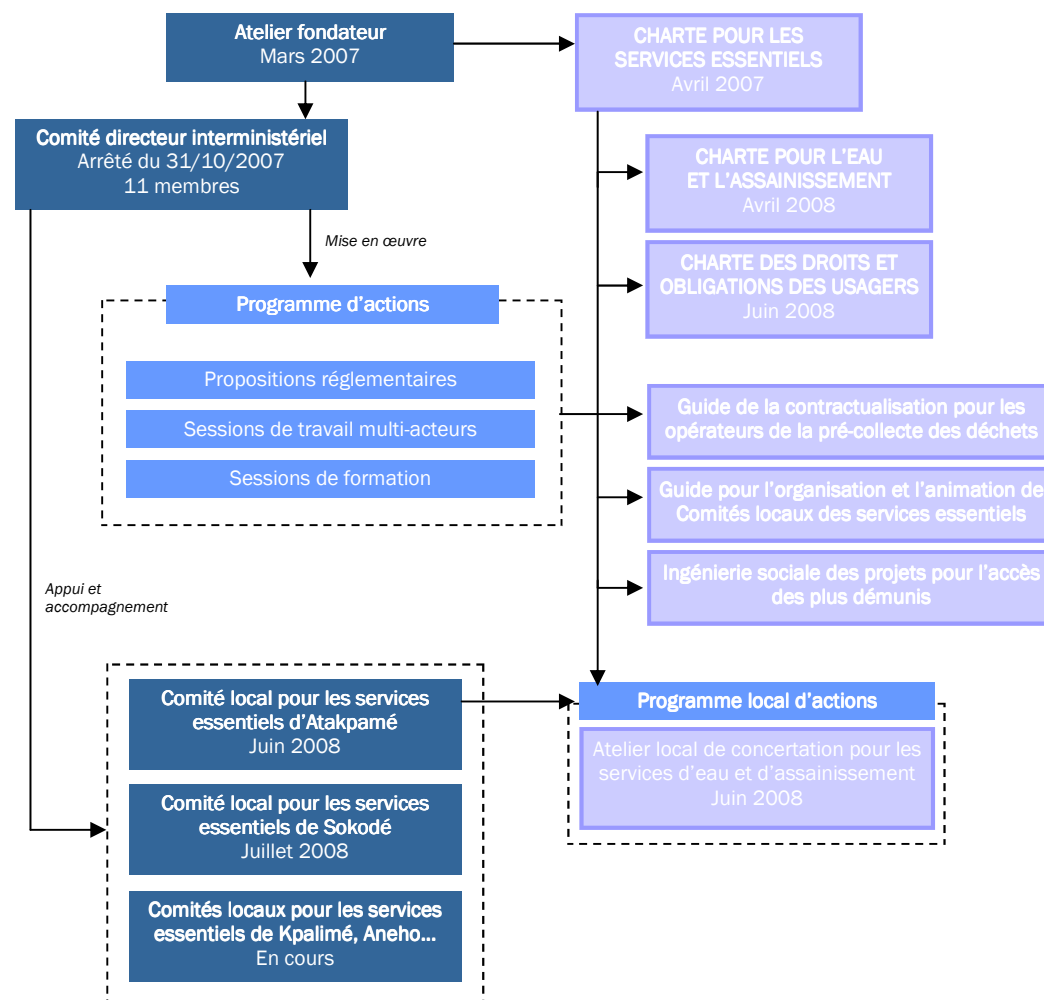 Atelier fondateur
Mars 2007
CHARTE POUR LES
SERVICES ESSENTIELS
Avril 2007
Comité directeur interministériel
Arrêté du 31/10/2007
11 membres
CHARTE POUR L'EAU
ET L'ASSAINISSEMENT
Avril 2008
Mise en œuvre
CHARTE DES DROITS ET
OBLIGATIONS DES USAGERS
Juin 2008
Programme d'actions
Propositions réglementaires
Sessions de travail multi-acteurs
Sessions de formation
Guide de la contractualisation pour les
opérateurs de la pré-collecte des déchets
Guide pour l'organisation et l'animation de
Comités locaux des services essentiels
Ingénierie sociale des projets pour l'accès
des plus démunis
Appui et
accompagnement
Comité local pour les services
essentiels d'Atakpamé
Juin 2008
Comité local pour les services
essentiels de Sokodé
Juillet 2008
Comités locaux pour les services
essentiels de Kpalimé, Aneho...
En cours
Programme local d'actions
Atelier local de concertation pour les
services d'eau et d'assainissement
Juin 2008